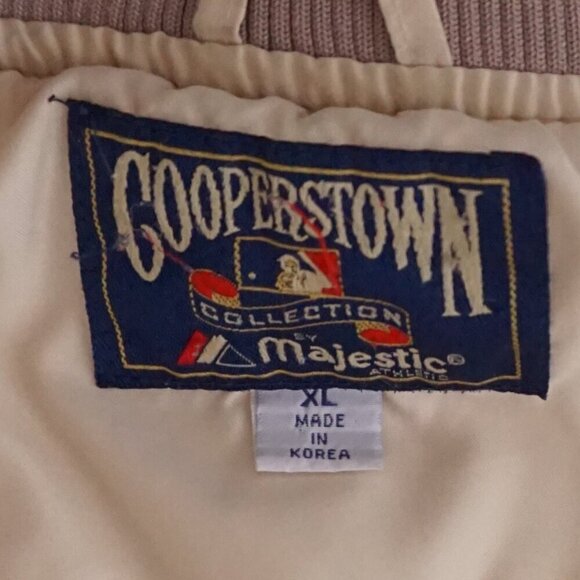 COOPERSTOWN
COLLECTION
BY
Majestic®
ATHLETIC
XL
MADE
IN
KOREA